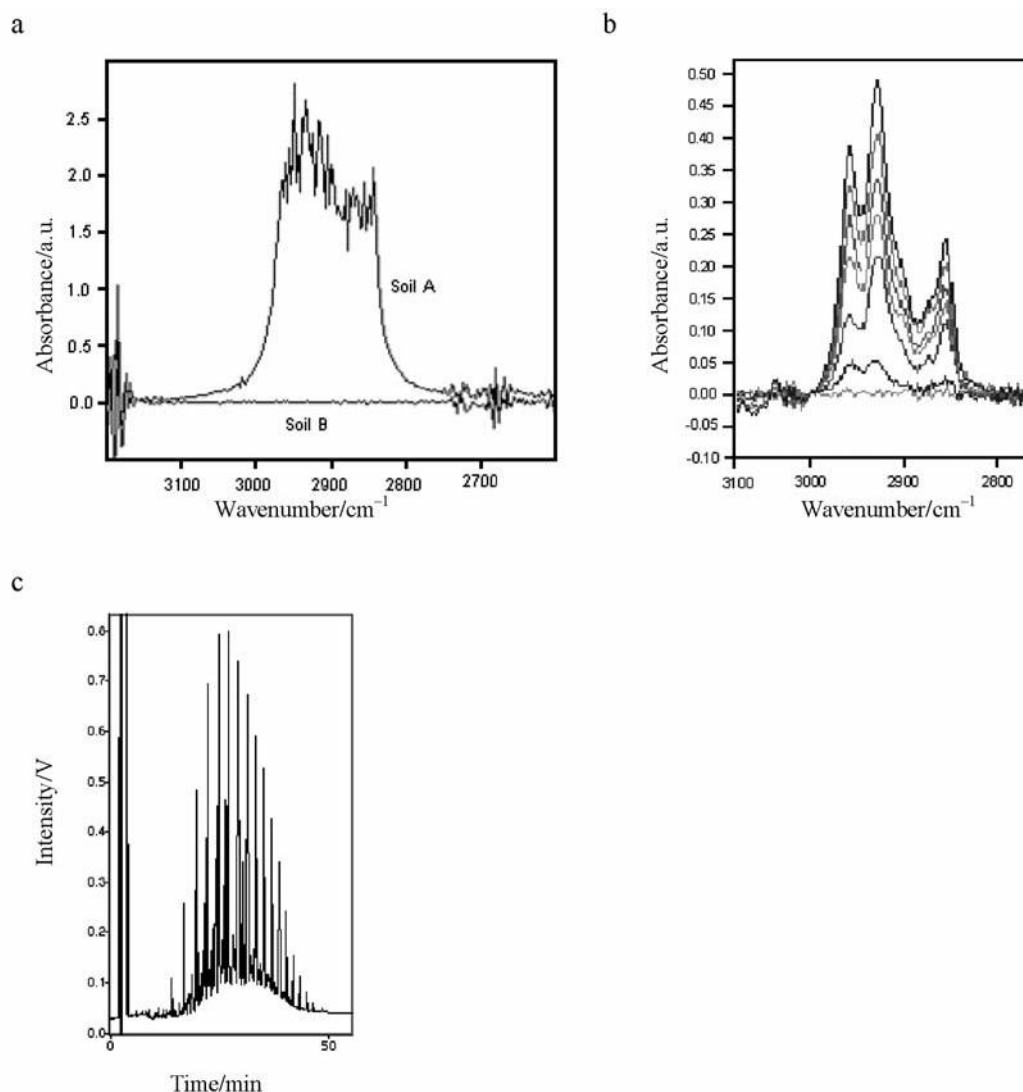 a
2.5
2.0
1.5
1.0
0.5
0.0
Absorbance/a.u.
Soil A
Soil B
3100 3000 2900 2800 2700
Wavenumber/cm⁻¹
b
0.50
0.45
0.40
0.35
0.30
0.25
0.20
0.15
0.10
0.05
0.00
-0.05
-0.10
Absorbance/a.u.
3100 3000 2900 2800
Wavenumber/cm⁻¹
c
0.8
0.7
0.6
0.5
0.4
0.3
0.2
0.1
0.0
Intensity/V
0 50
Time/min